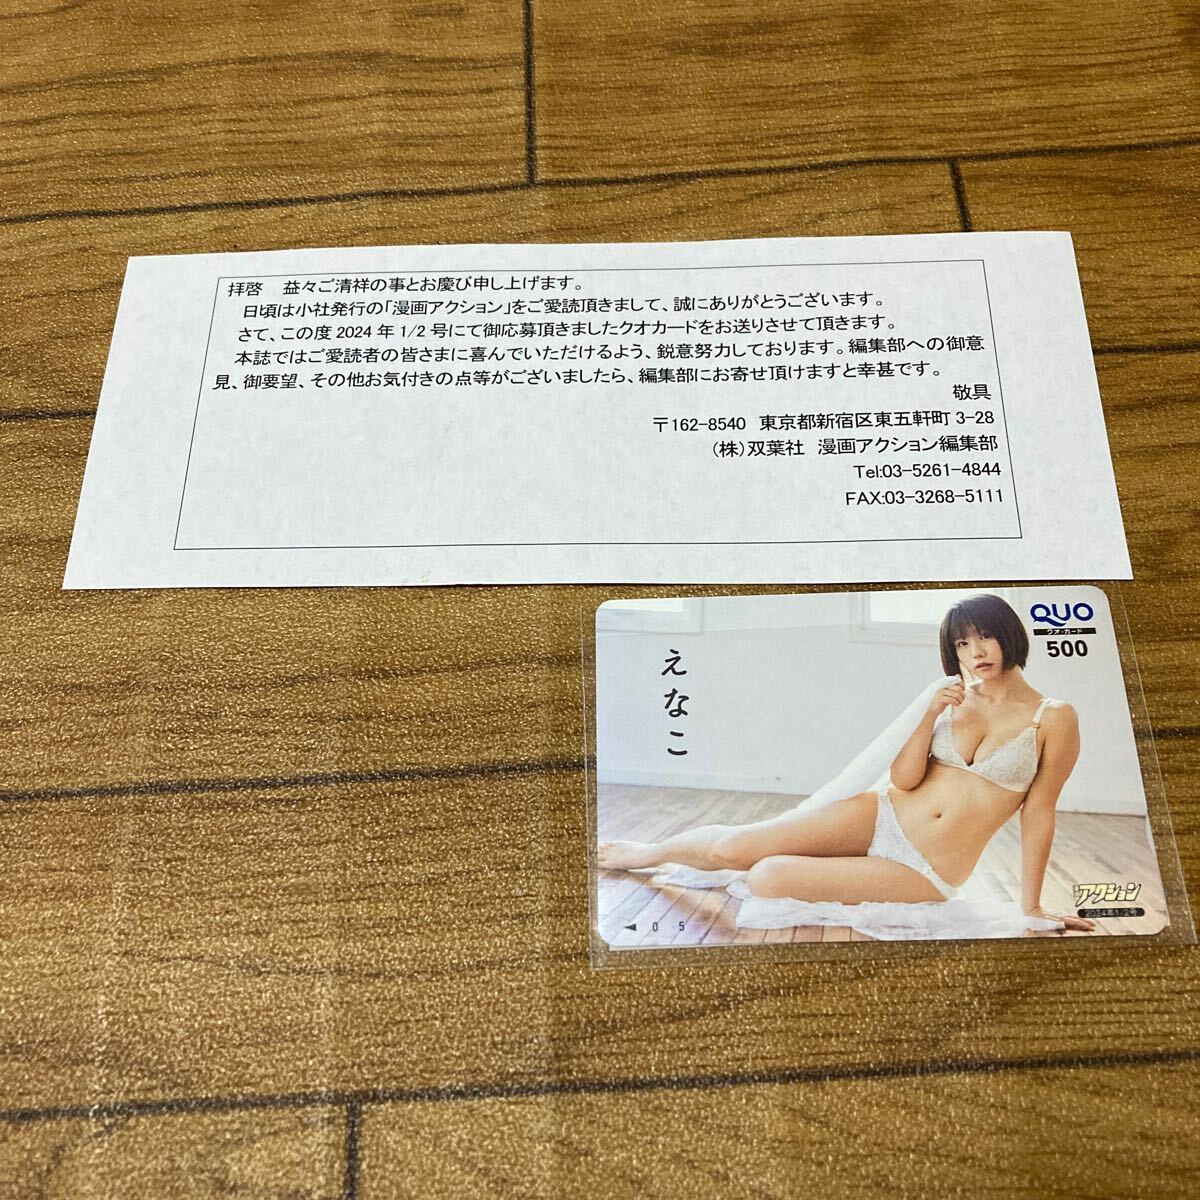 拝啓　益々ご清祥の事とお慶び申し上げます。
日頃は小社発行の「漫画アクション」をご愛読頂きまして、誠にありがとうございます。
さて、この度 2024 年 1/2 号にて御応募頂きましたクオカードをお送りさせて頂きます。
本誌ではご愛読者の皆さまに喜んでいただけるよう、鋭意努力しております。編集部への御意
見、御要望、その他お気付きの点等がございましたら、編集部にお寄せ頂けますと幸甚です。
敬具
〒162-8540　東京都新宿区東五軒町 3-28
(株)双葉社　漫画アクション編集部
Tel:03-5261-4844
FAX:03-3268-5111
QUO
クオ・カード
500
えなこ
アクション
2024年1/2号
◀ 0 5